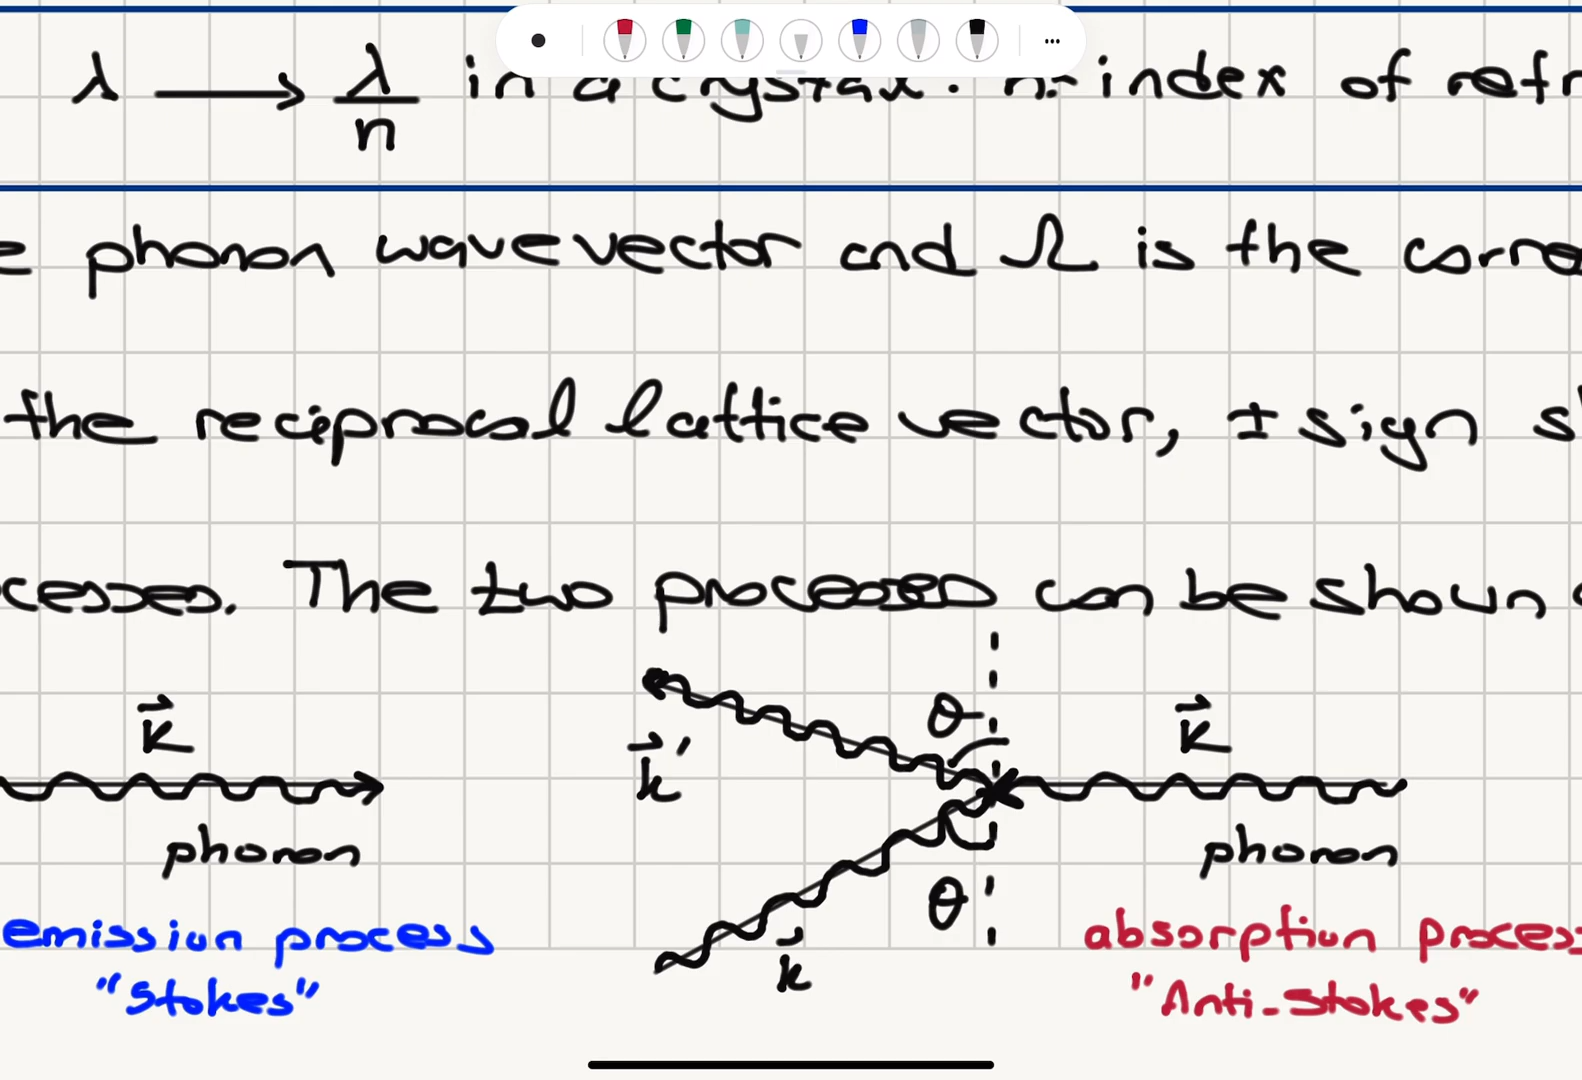 λ → λ/n in a crystal. n: index of refr
e phonon wavevector and Ω is the corre
the reciprocal lattice vector, ± sign s
cesses. The two processes can be shown
K⃗ θ K⃗
k⃗′
phonon phonon
θ
emission process absorption process
k⃗
"Stokes" "Anti-Stokes"